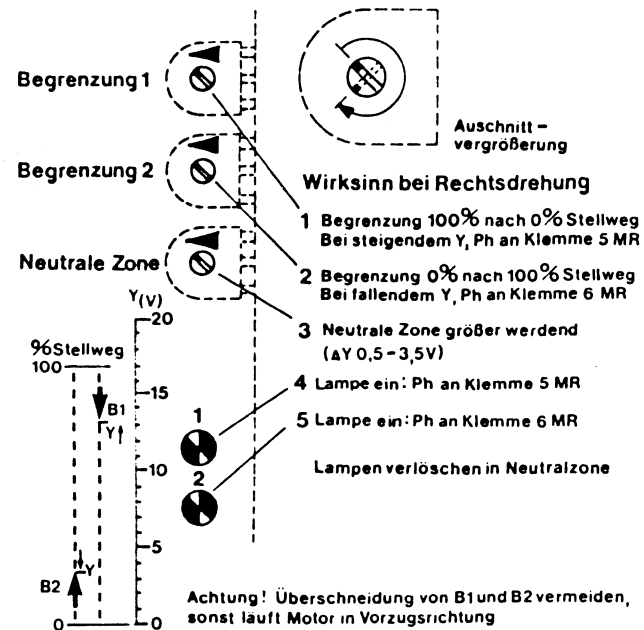 Begrenzung 1
Begrenzung 2
Neutrale Zone
Auschnitt-
vergrößerung
Wirksinn bei Rechtsdrehung
1 Begrenzung 100% nach 0% Stellweg
Bei steigendem Y, Ph an Klemme 5 MR
2 Begrenzung 0% nach 100% Stellweg
Bei fallendem Y, Ph an Klemme 6 MR
3 Neutrale Zone größer werdend
(ΔY 0,5-3,5V)
4 Lampe ein: Ph an Klemme 5 MR
5 Lampe ein: Ph an Klemme 6 MR
Lampen verlöschen in Neutralzone
Y(V)
20
%Stellweg
100
15
B1
Y
1
10
2
5
Y
B2
0
0
Achtung! Überschneidung von B1 und B2 vermeiden,
sonst läuft Motor in Vorzugsrichtung